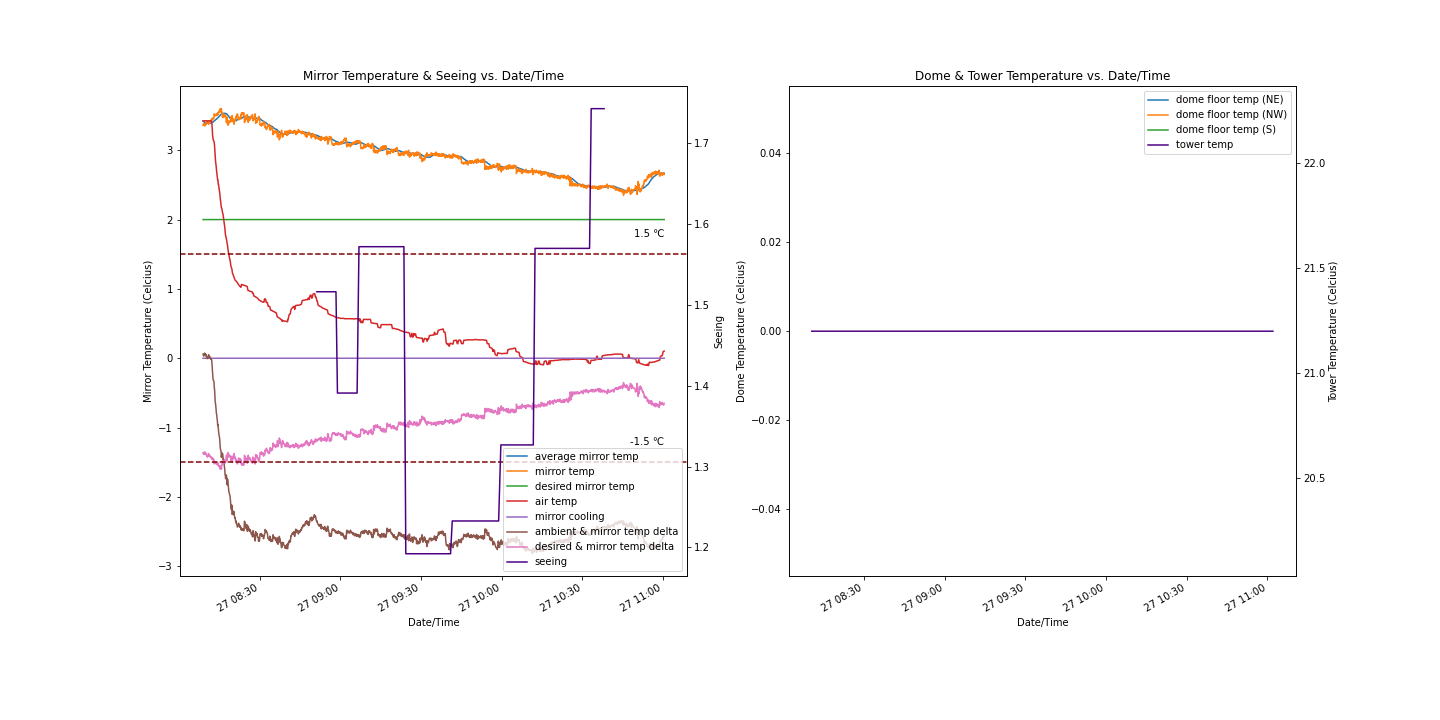 Mirror Temperature & Seeing vs. Date/Time
Mirror Temperature (Celcius)
3
2
1
0
−1
−2
−3
1.5 °C
-1.5 °C
average mirror temp
mirror temp
desired mirror temp
air temp
mirror cooling
ambient & mirror temp delta
desired & mirror temp delta
seeing
1.7
1.6
1.5
1.4
1.3
1.2
Seeing
27 08:30
27 09:00
27 09:30
27 10:00
27 10:30
27 11:00
Date/Time
Dome & Tower Temperature vs. Date/Time
Dome Temperature (Celcius)
0.04
0.02
0.00
−0.02
−0.04
dome floor temp (NE)
dome floor temp (NW)
dome floor temp (S)
tower temp
22.0
21.5
21.0
20.5
Tower Temperature (Celcius)
27 08:30
27 09:00
27 09:30
27 10:00
27 10:30
27 11:00
Date/Time